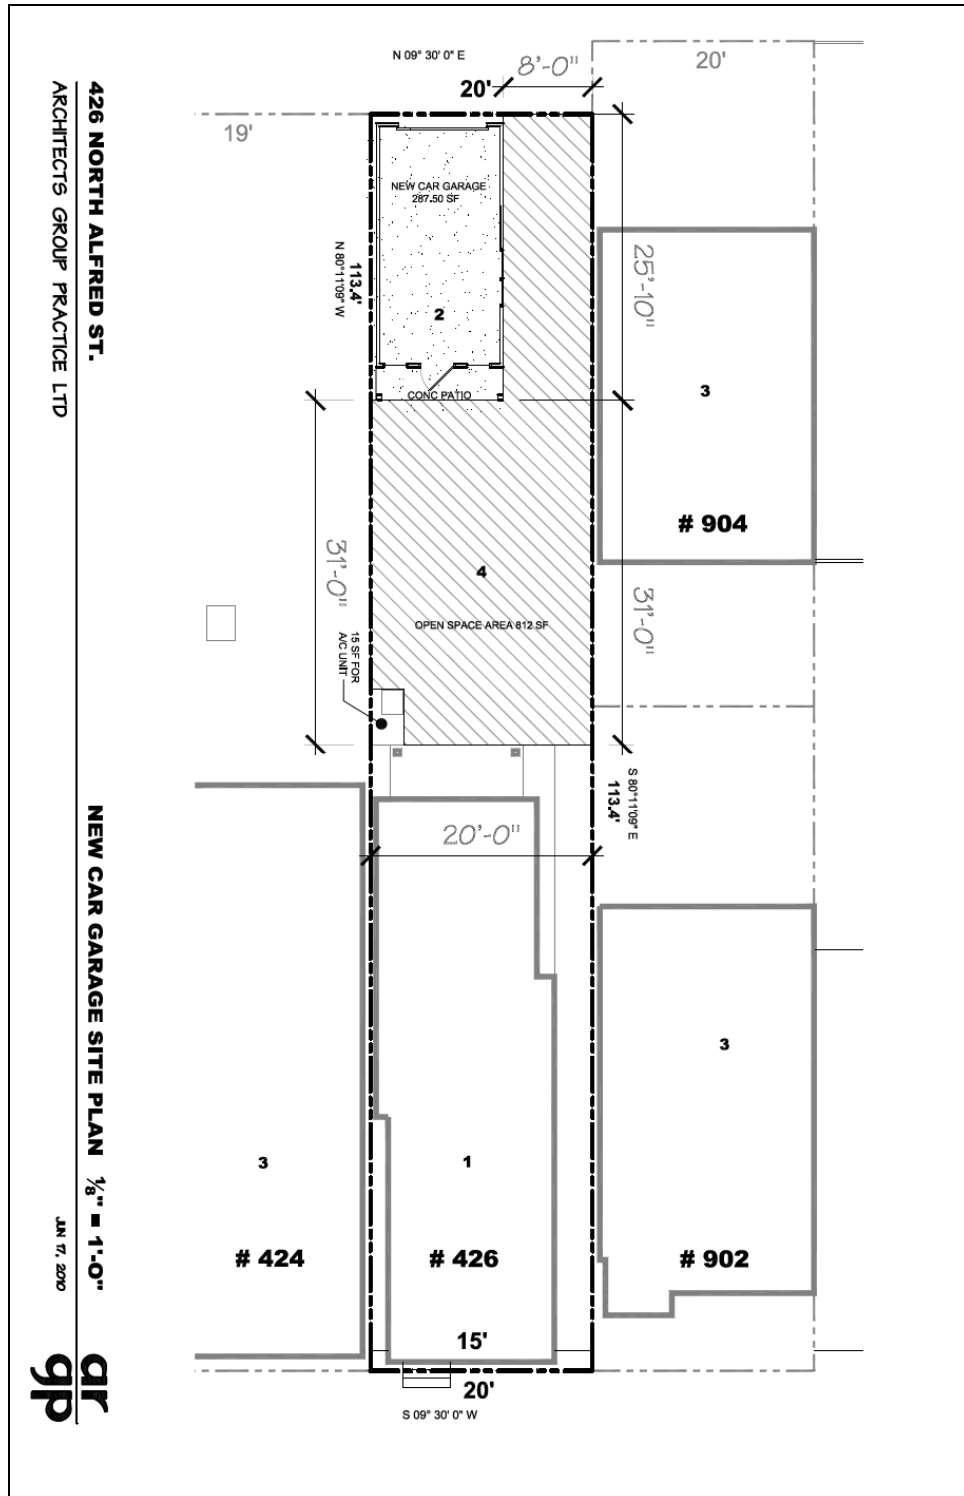 N 09° 30' 0" E
8'-0"
20'
20'
19'
NEW CAR GARAGE
287.50 SF
113.4'
N 80°11'09" W
25'-10"
2
CONC PATIO
3
# 904
31'-0"
4
31'-0"
OPEN SPACE AREA 812 SF
15 SF FOR
A/C UNIT
S 80°11'09" E
113.4'
20'-0"
3
3
1
# 424
# 426
# 902
15'
20'
S 09° 30' 0" W
426 NORTH ALFRED ST.
ARCHITECTS GROUP PRACTICE LTD
NEW CAR GARAGE SITE PLAN ⅛" = 1'-0"
JUN 17, 2010
ar
gp